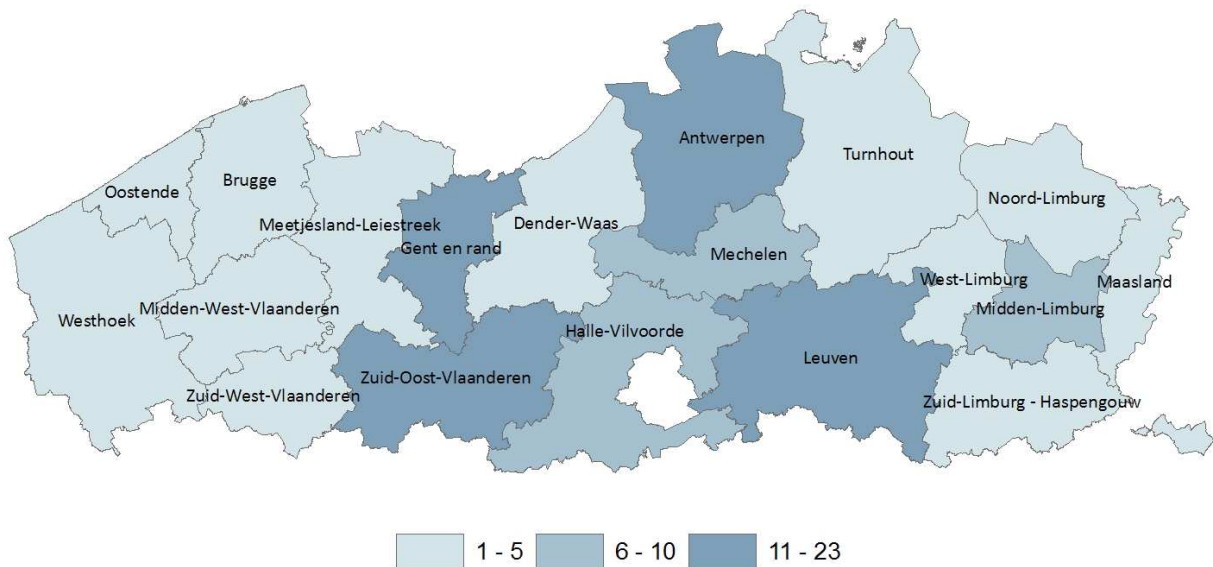 Antwerpen
Turnhout
Brugge
Oostende
Noord-Limburg
Meetjesland-Leiestreek
Dender-Waas
Gent en rand
Mechelen
West-Limburg
Maasland
Midden-West-Vlaanderen
Midden-Limburg
Westhoek
Halle-Vilvoorde
Leuven
Zuid-Oost-Vlaanderen
Zuid-West-Vlaanderen
Zuid-Limburg - Haspengouw
1 - 5
6 - 10
11 - 23